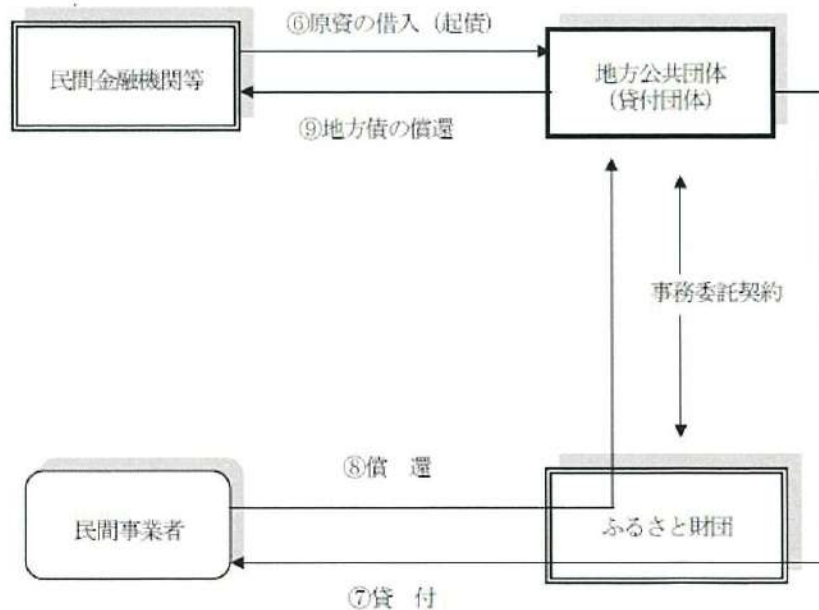 ⑥原資の借入（起債）
民間金融機関等
地方公共団体
（貸付団体）
⑨地方債の償還
事務委託契約
⑧償　還
民間事業者
ふるさと財団
⑦貸　付